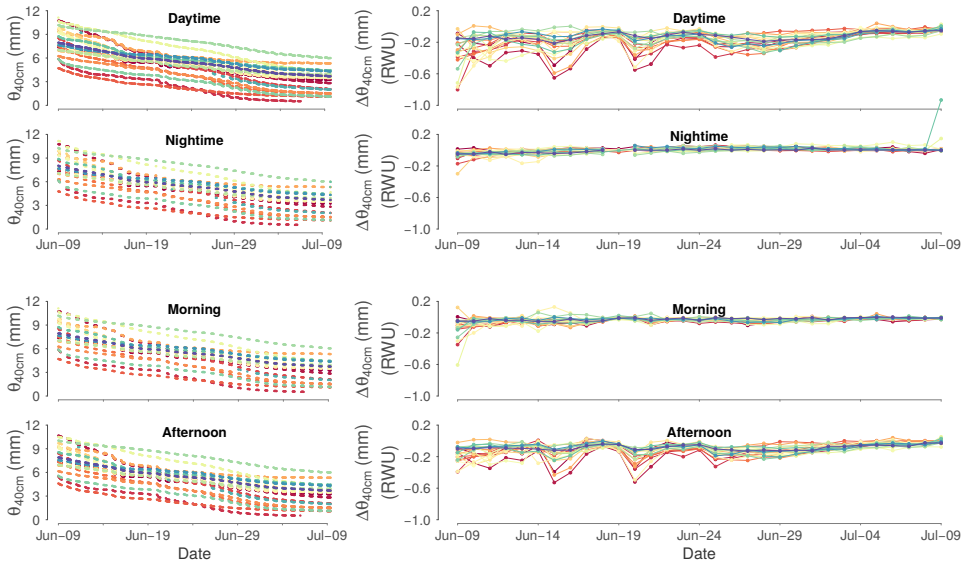 Daytime
θ40cm (mm)
12
9
6
3
0
Daytime
Δθ40cm (mm)
(RWU)
0.2
−0.2
−0.6
−1.0
Nightime
θ40cm (mm)
12
9
6
3
0
Jun−09
Jun−19
Jun−29
Jul−09
Nightime
Δθ40cm (mm)
(RWU)
0.2
−0.2
−0.6
−1.0
Jun−09
Jun−14
Jun−19
Jun−24
Jun−29
Jul−04
Jul−09
Morning
θ40cm (mm)
12
9
6
3
0
Morning
Δθ40cm (mm)
(RWU)
0.2
−0.2
−0.6
−1.0
Afternoon
θ40cm (mm)
12
9
6
3
0
Jun−09
Jun−19
Jun−29
Jul−09
Date
Afternoon
Δθ40cm (mm)
(RWU)
0.2
−0.2
−0.6
−1.0
Jun−09
Jun−14
Jun−19
Jun−24
Jun−29
Jul−04
Jul−09
Date